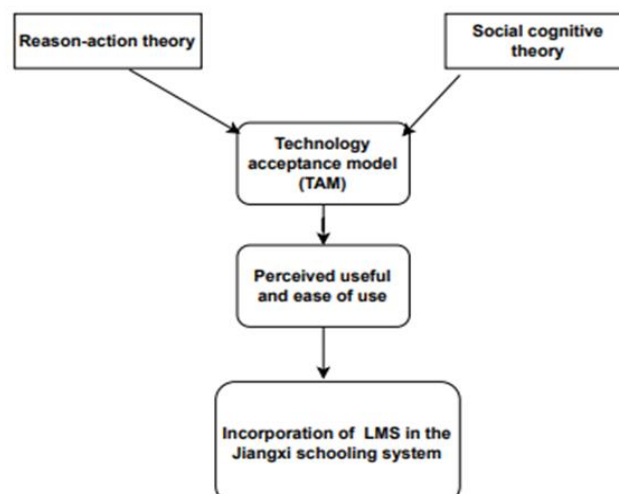 Reason-action theory
Social cognitive
theory
Technology
acceptance model
(TAM)
Perceived useful
and ease of use
Incorporation of LMS in the
Jiangxi schooling system